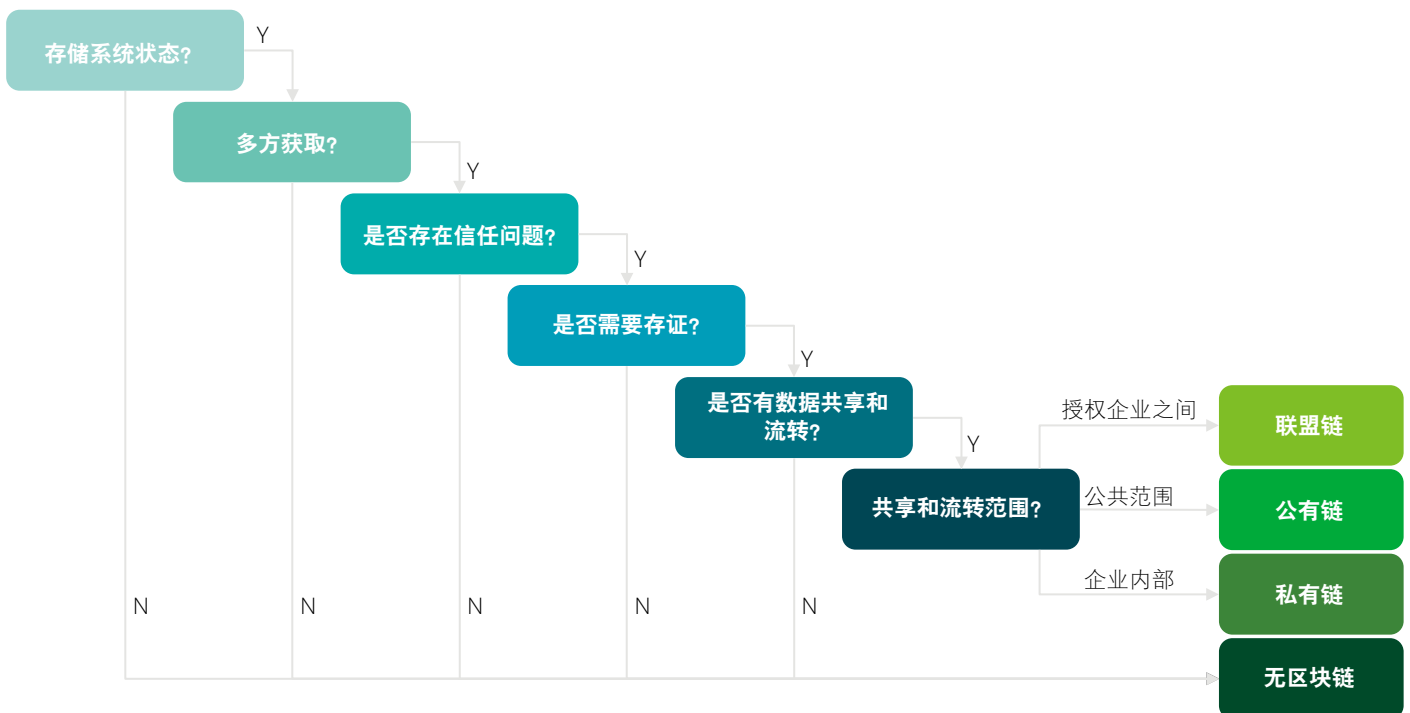 存储系统状态?
Y
多方获取?
Y
是否存在信任问题?
Y
是否需要存证?
Y
是否有数据共享和
流转?
Y
授权企业之间
联盟链
共享和流转范围?
公共范围
公有链
企业内部
私有链
N
N
N
N
N
无区块链